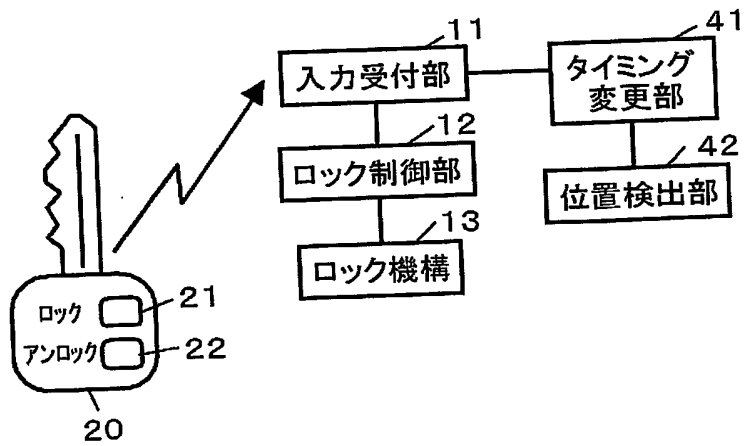 11
入力受付部
41
タイミング
変更部
12
ロック制御部
42
位置検出部
13
ロック機構
ロック
21
アンロック
22
20